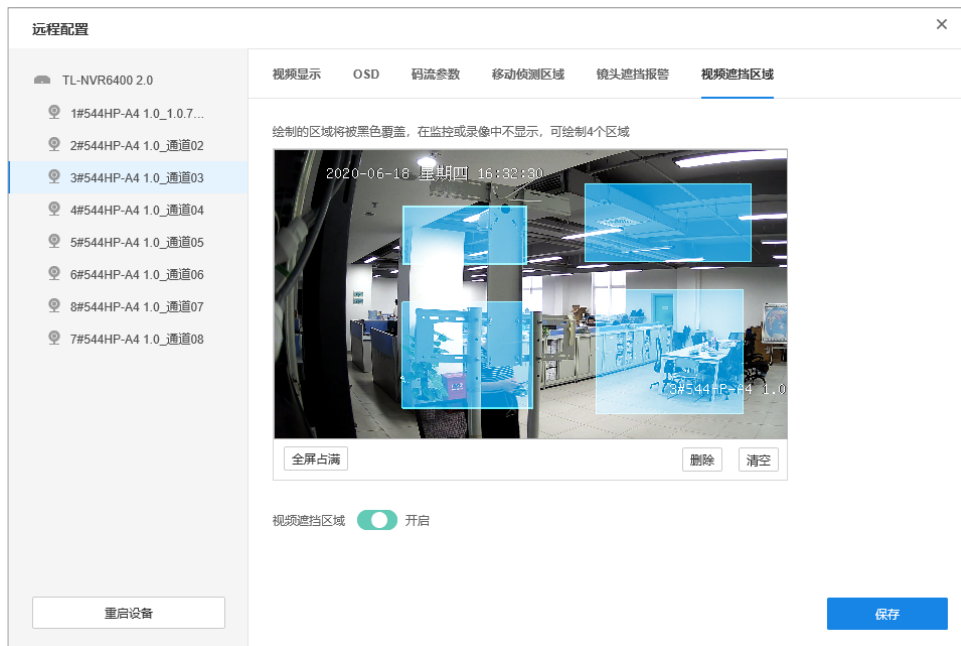 远程配置
TL-NVR6400 2.0
1#544HP-A4 1.0_1.0.7...
2#544HP-A4 1.0_通道02
3#544HP-A4 1.0_通道03
4#544HP-A4 1.0_通道04
5#544HP-A4 1.0_通道05
6#544HP-A4 1.0_通道06
8#544HP-A4 1.0_通道07
7#544HP-A4 1.0_通道08
重启设备
视频显示 OSD 码流参数 移动侦测区域 镜头遮挡报警 视频遮挡区域
绘制的区域将被黑色覆盖，在监控或录像中不显示，可绘制4个区域
2020-06-18 星期四 16:32:30
3#544HP-A4 1.0
全屏占满 删除 清空
视频遮挡区域 开启
保存